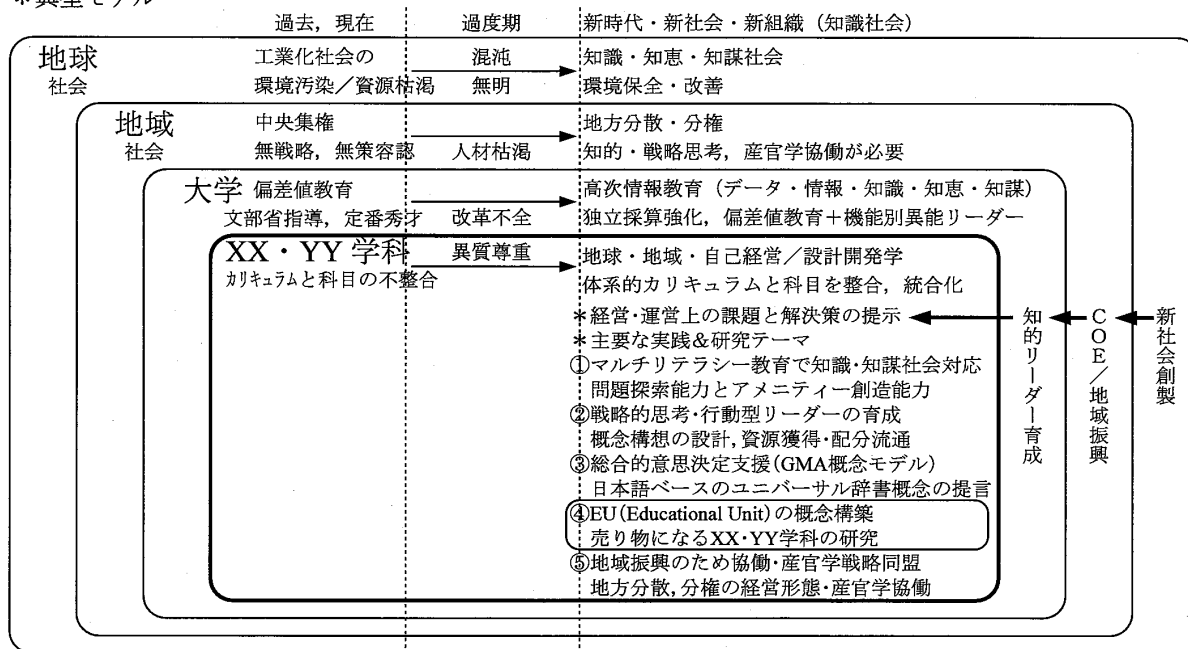 ＊典型モデル
過去，現在　過度期　新時代・新社会・新組織（知識社会）
地球　工業化社会の　混沌　知識・知恵・知謀社会
社会　環境汚染／資源枯渇　無明　環境保全・改善
地域　中央集権　地方分散・分権
社会　無戦略，無策容認　人材枯渇　知的・戦略思考，産官学協働が必要
大学　偏差値教育　高次情報教育（データ・情報・知識・知恵・知謀）
文部省指導，定番秀才　改革不全　独立採算強化，偏差値教育＋機能別異能リーダー
XX・YY 学科　異質尊重　地球・地域・自己経営／設計開発学
カリキュラムと科目の不整合　体系的カリキュラムと科目を整合，統合化
＊経営・運営上の課題と解決策の提示
＊主要な実践＆研究テーマ
①マルチリテラシー教育で知識・知謀社会対応
問題探索能力とアメニティー創造能力
②戦略的思考・行動型リーダーの育成
概念構想の設計，資源獲得・配分流通
③総合的意思決定支援（GMA概念モデル）
日本語ベースのユニバーサル辞書概念の提言
④EU（Educational Unit）の概念構築
売り物になるXX・YY学科の研究
⑤地域振興のため協働・産官学戦略同盟
地方分散，分権の経営形態・産官学協働
知的リーダー育成
COE／地域振興
新社会創製